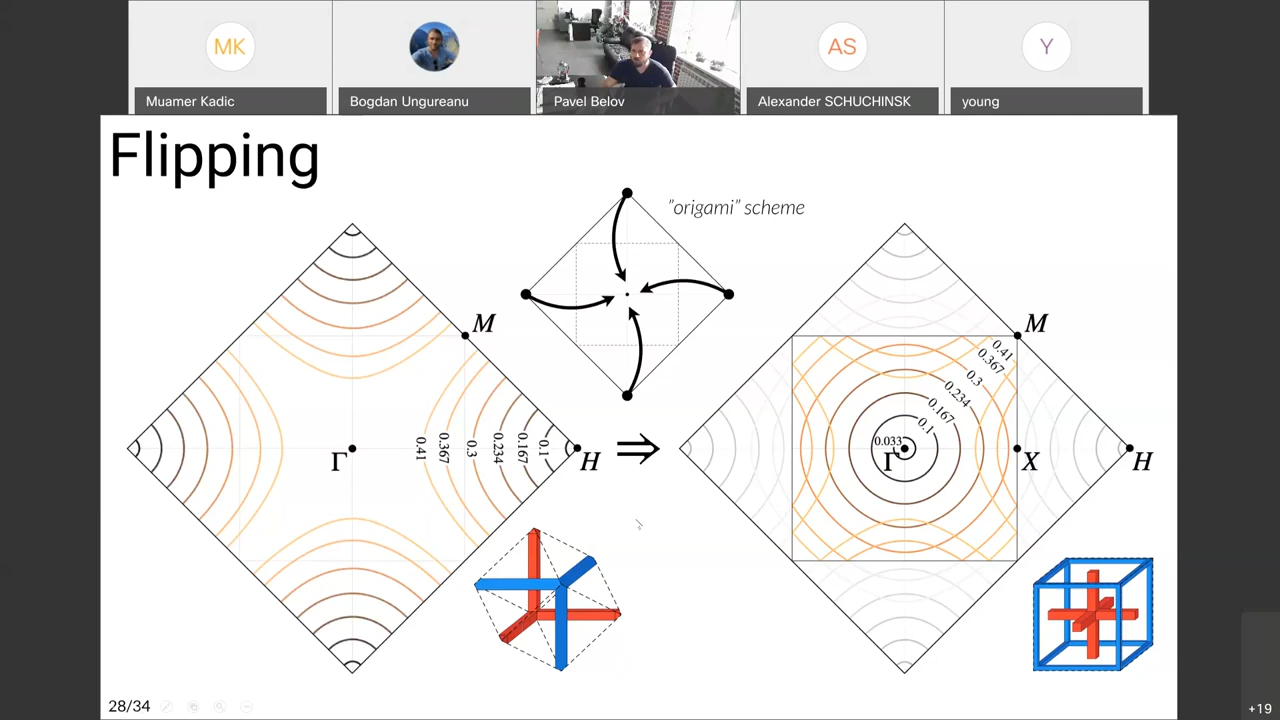 MK
AS
Y
Muamer Kadic
Bogdan Ungureanu
Pavel Belov
Alexander SCHUCHINSK
young
Flipping
"origami" scheme
M
Γ
0.41
0.367
0.3
0.234
0.167
0.1
H
⇒
M
0.41
0.367
0.3
0.234
0.167
0.1
0.033
Γ
X
H
28/34
+19